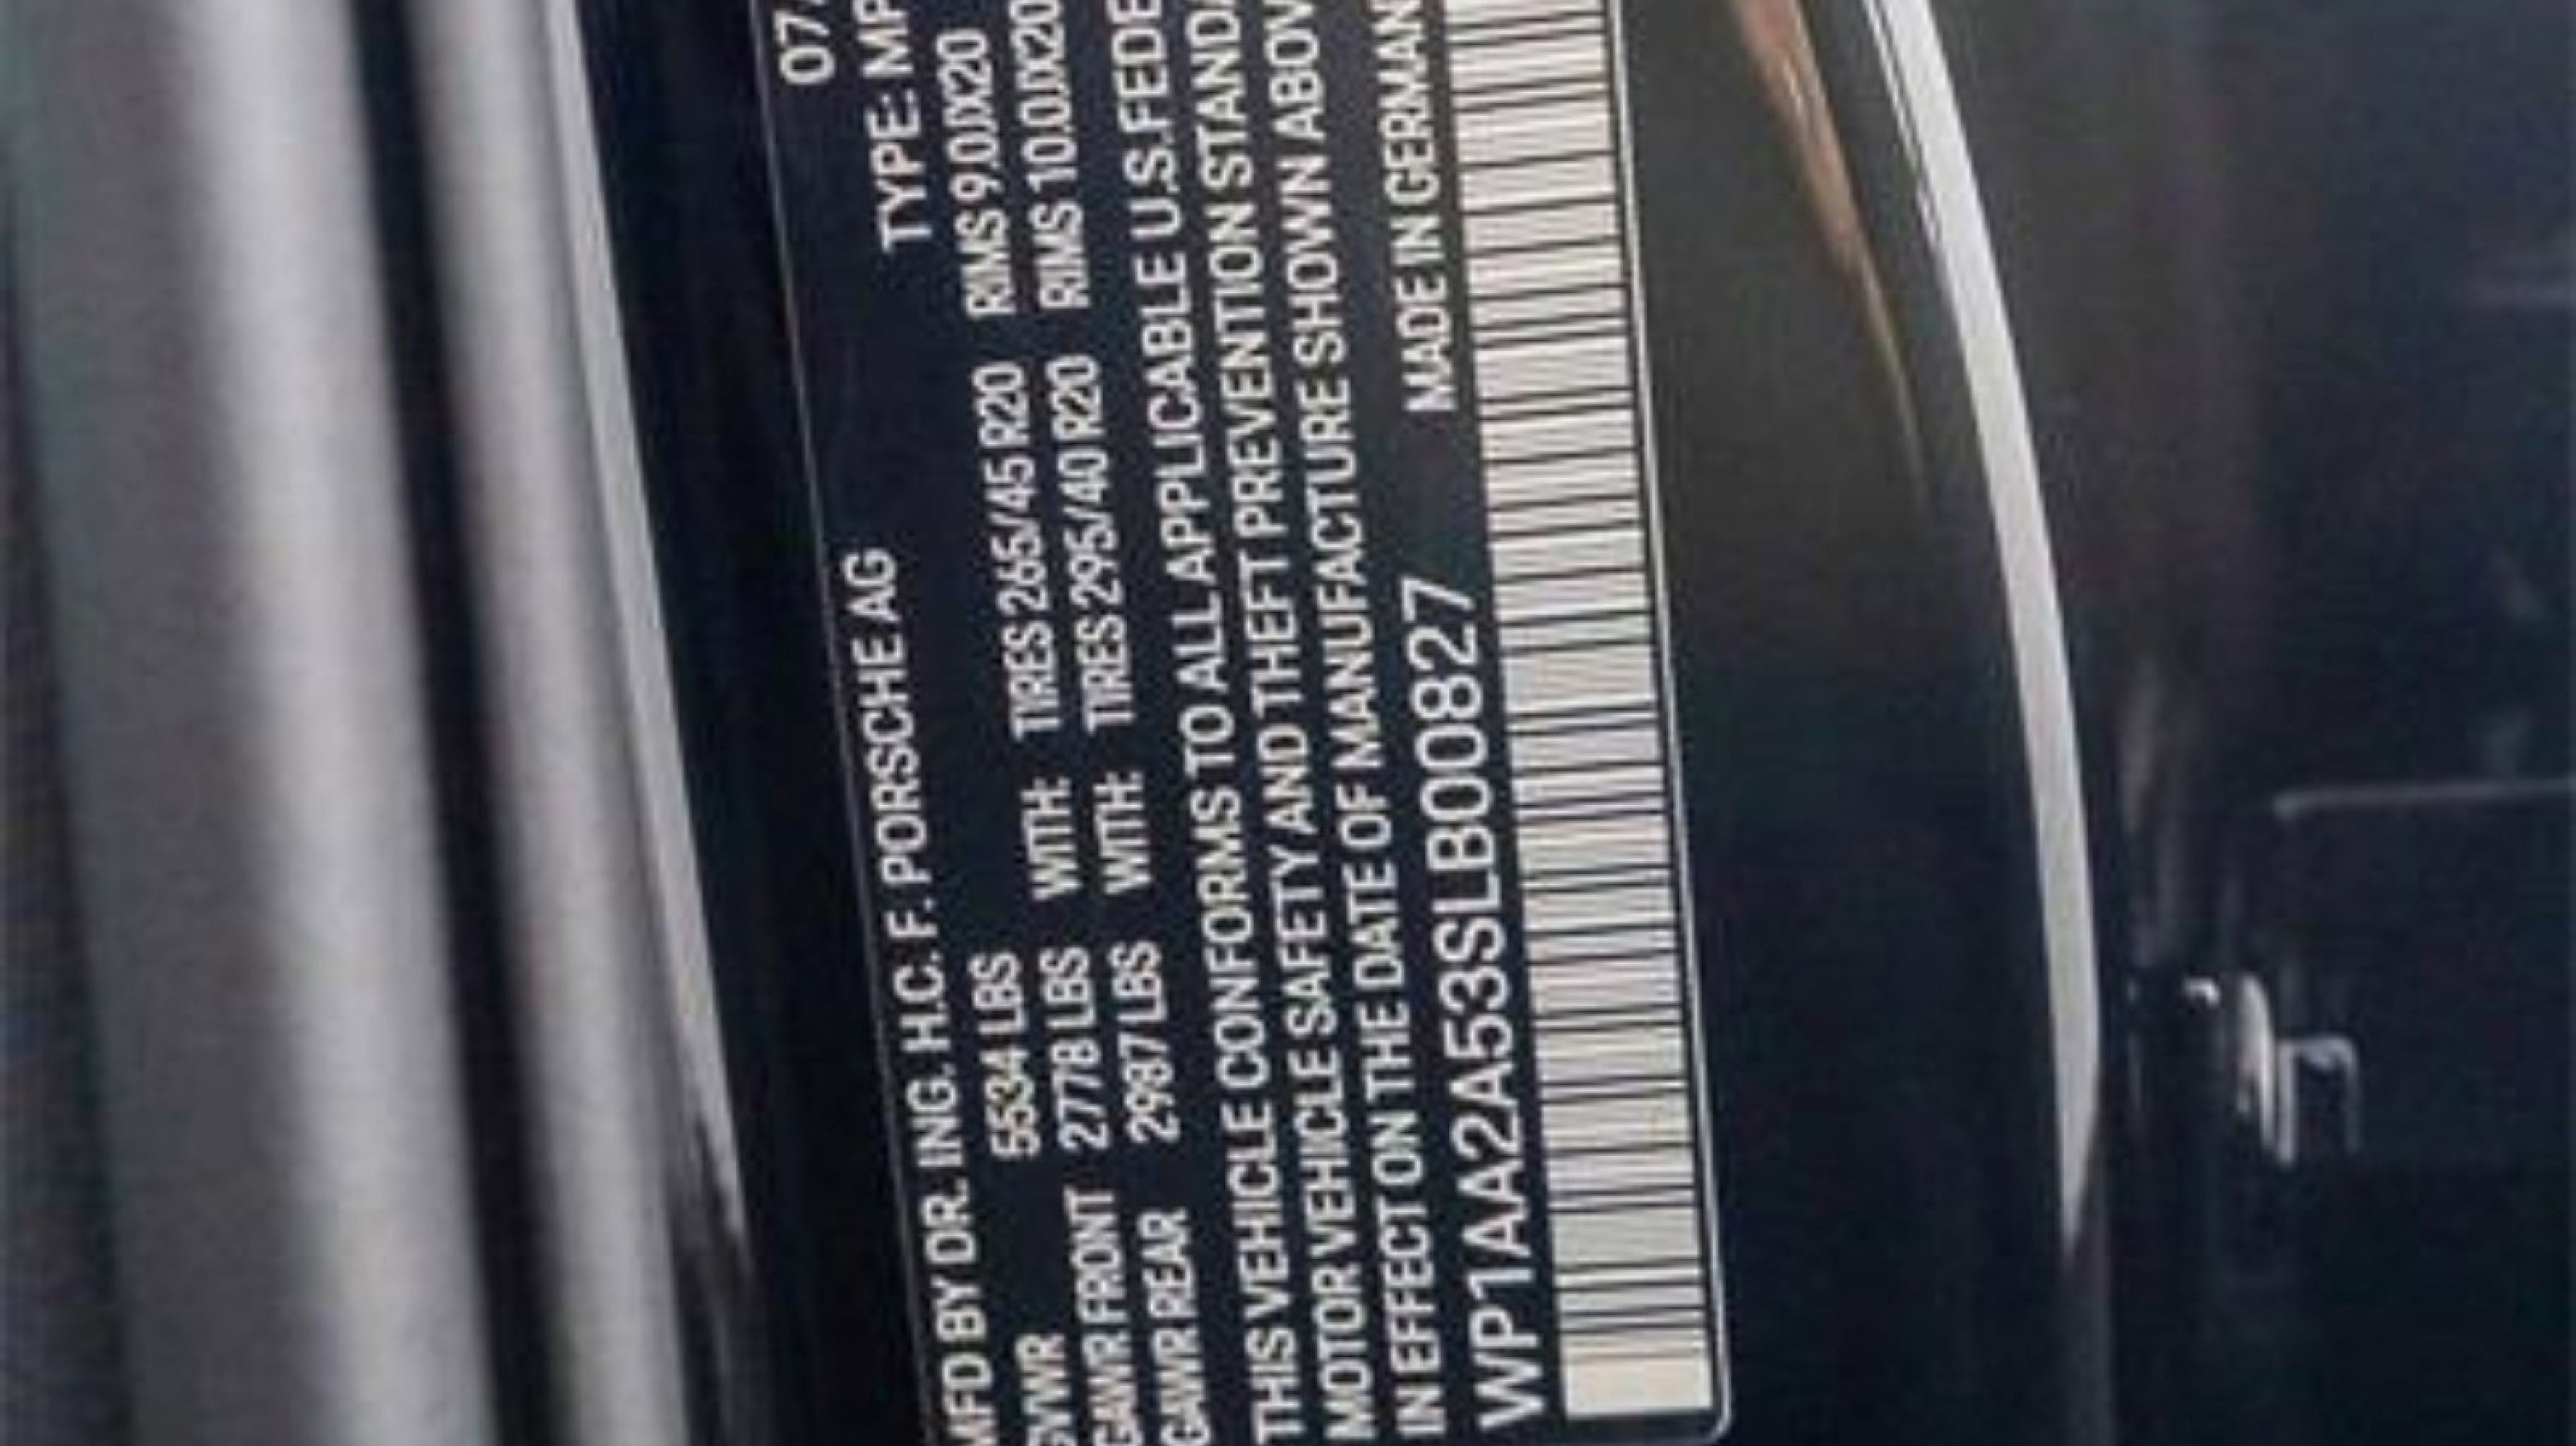 07
MFD BY DR. ING. H.C. F. PORSCHE AG TYPE: MP
GVWR 5534 LBS WITH: TIRES 265/45 R20 RIMS 9.0JX20
GAWR FRONT 2778 LBS WITH: TIRES 295/40 R20 RIMS 10.0JX20
GAWR REAR 2987 LBS
THIS VEHICLE CONFORMS TO ALL APPLICABLE U.S. FEDE
MOTOR VEHICLE SAFETY AND THEFT PREVENTION STANDA
IN EFFECT ON THE DATE OF MANUFACTURE SHOWN ABOV
WP1AA2A53SLB00827 MADE IN GERMAN